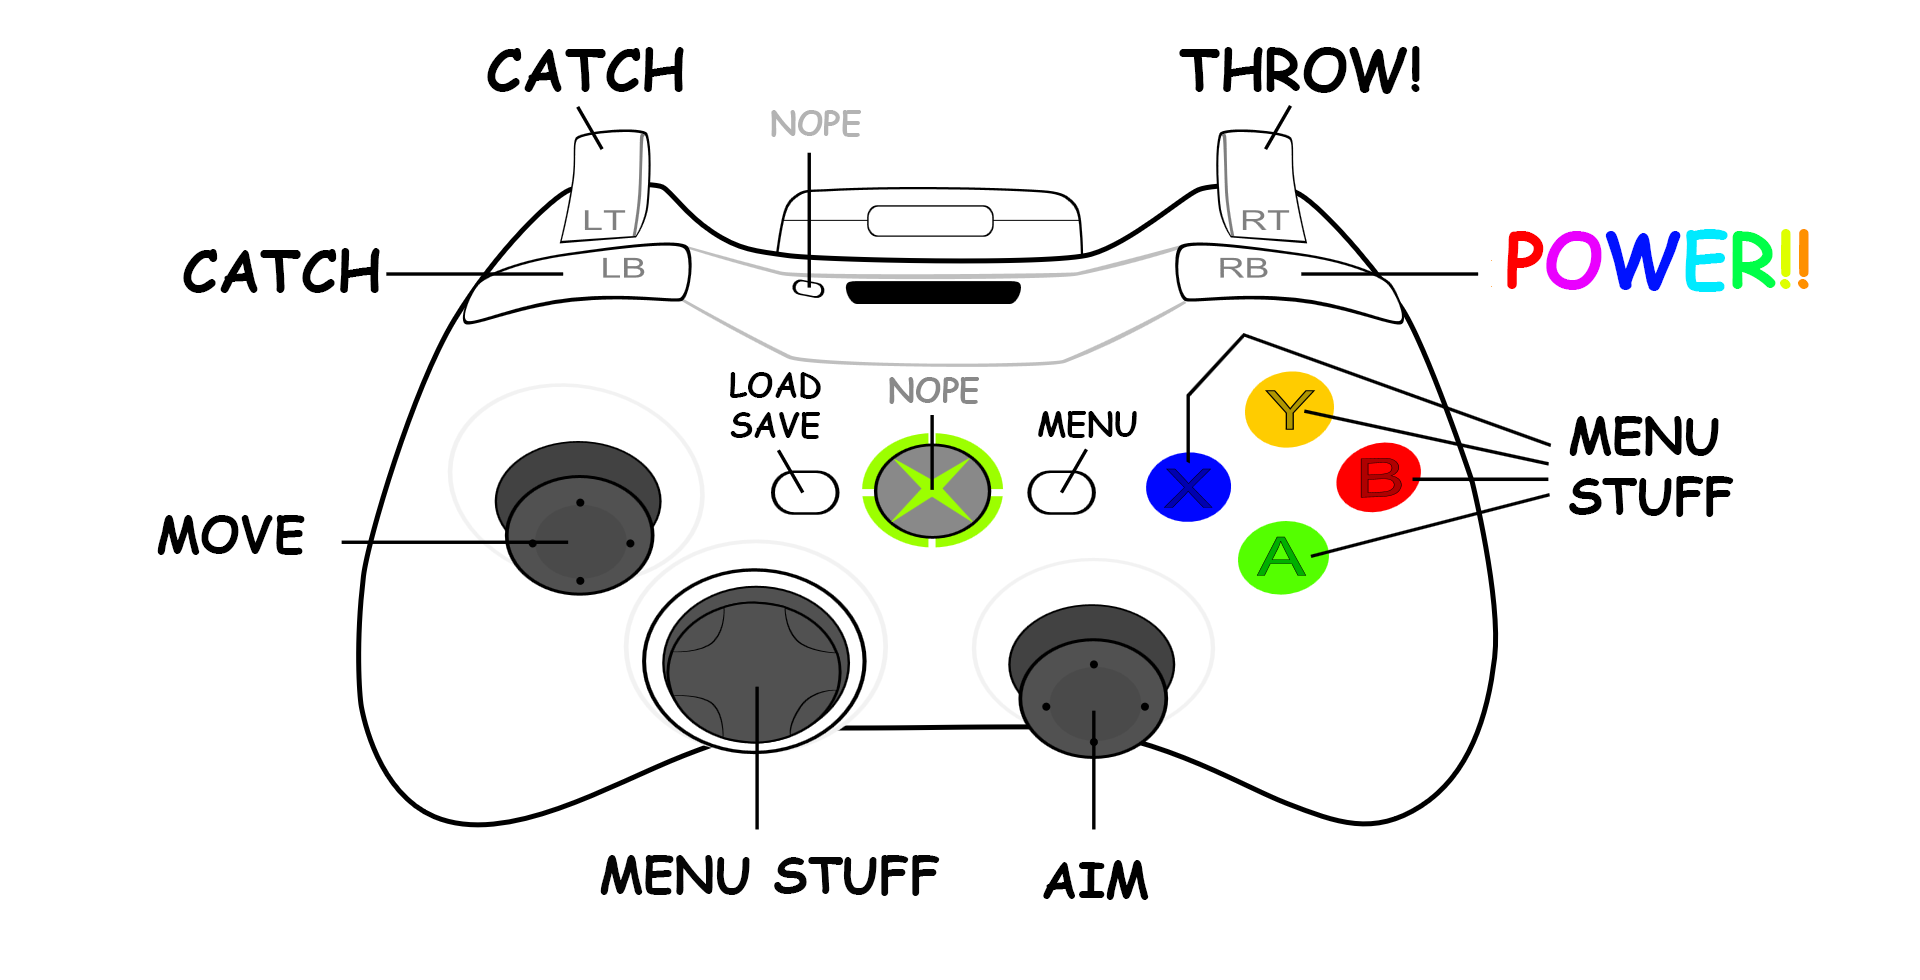 CATCH
THROW!
NOPE
LT
RT
CATCH
LB
RB
POWER!!
LOAD
SAVE
NOPE
MENU
Y
X
B
A
MENU
STUFF
MOVE
MENU STUFF
AIM